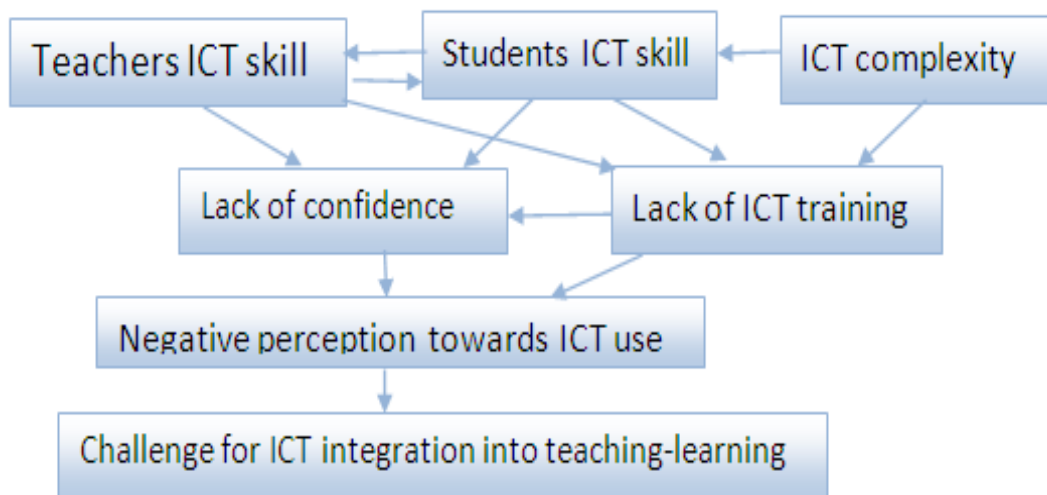 Teachers ICT skill
Students ICT skill
ICT complexity
Lack of confidence
Lack of ICT training
Negative perception towards ICT use
Challenge for ICT integration into teaching-learning